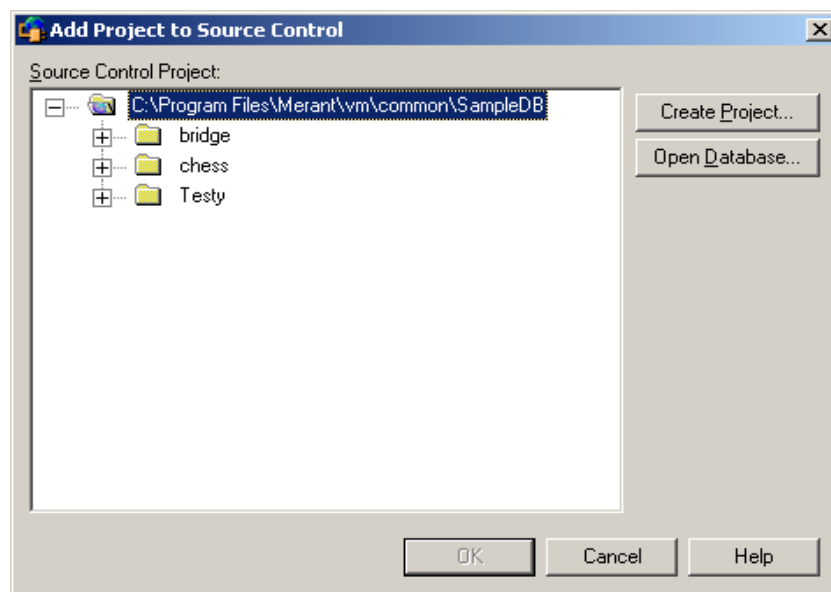 Add Project to Source Control
Source Control Project:
C:\Program Files\Merant\vm\common\SampleDB
bridge
chess
Testy
Create Project...
Open Database...
OK
Cancel
Help